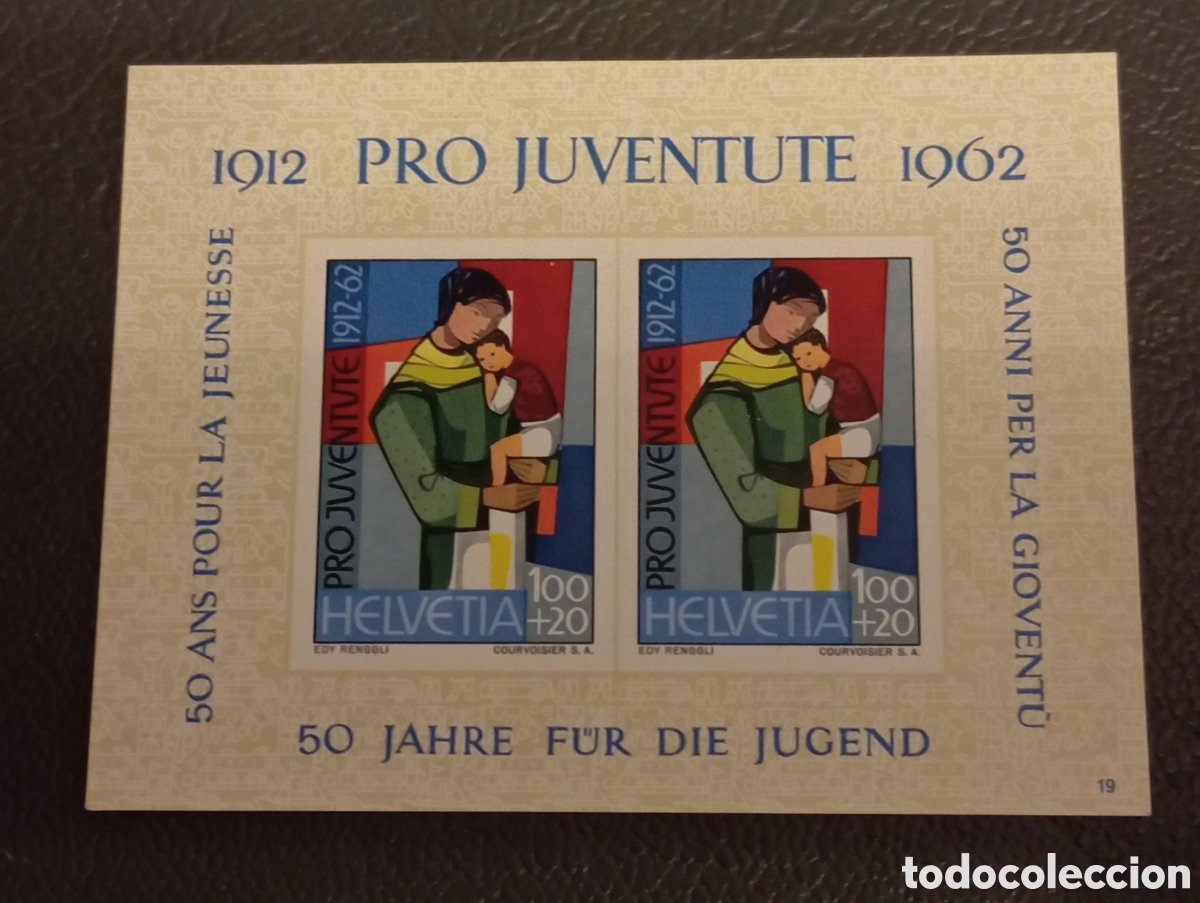 1912 PRO JUVENTUTE 1962
50 ANS POUR LA JEUNESSE
50 ANNI PER LA GIOVENTÙ
PRO JUVENTUTE 1912-62
HELVETIA
100
+20
EDY RENGGLI COURVOISIER S. A.
PRO JUVENTUTE 1912-62
HELVETIA
100
+20
EDY RENGGLI COURVOISIER S. A.
50 JAHRE FÜR DIE JUGEND
19
todocoleccion